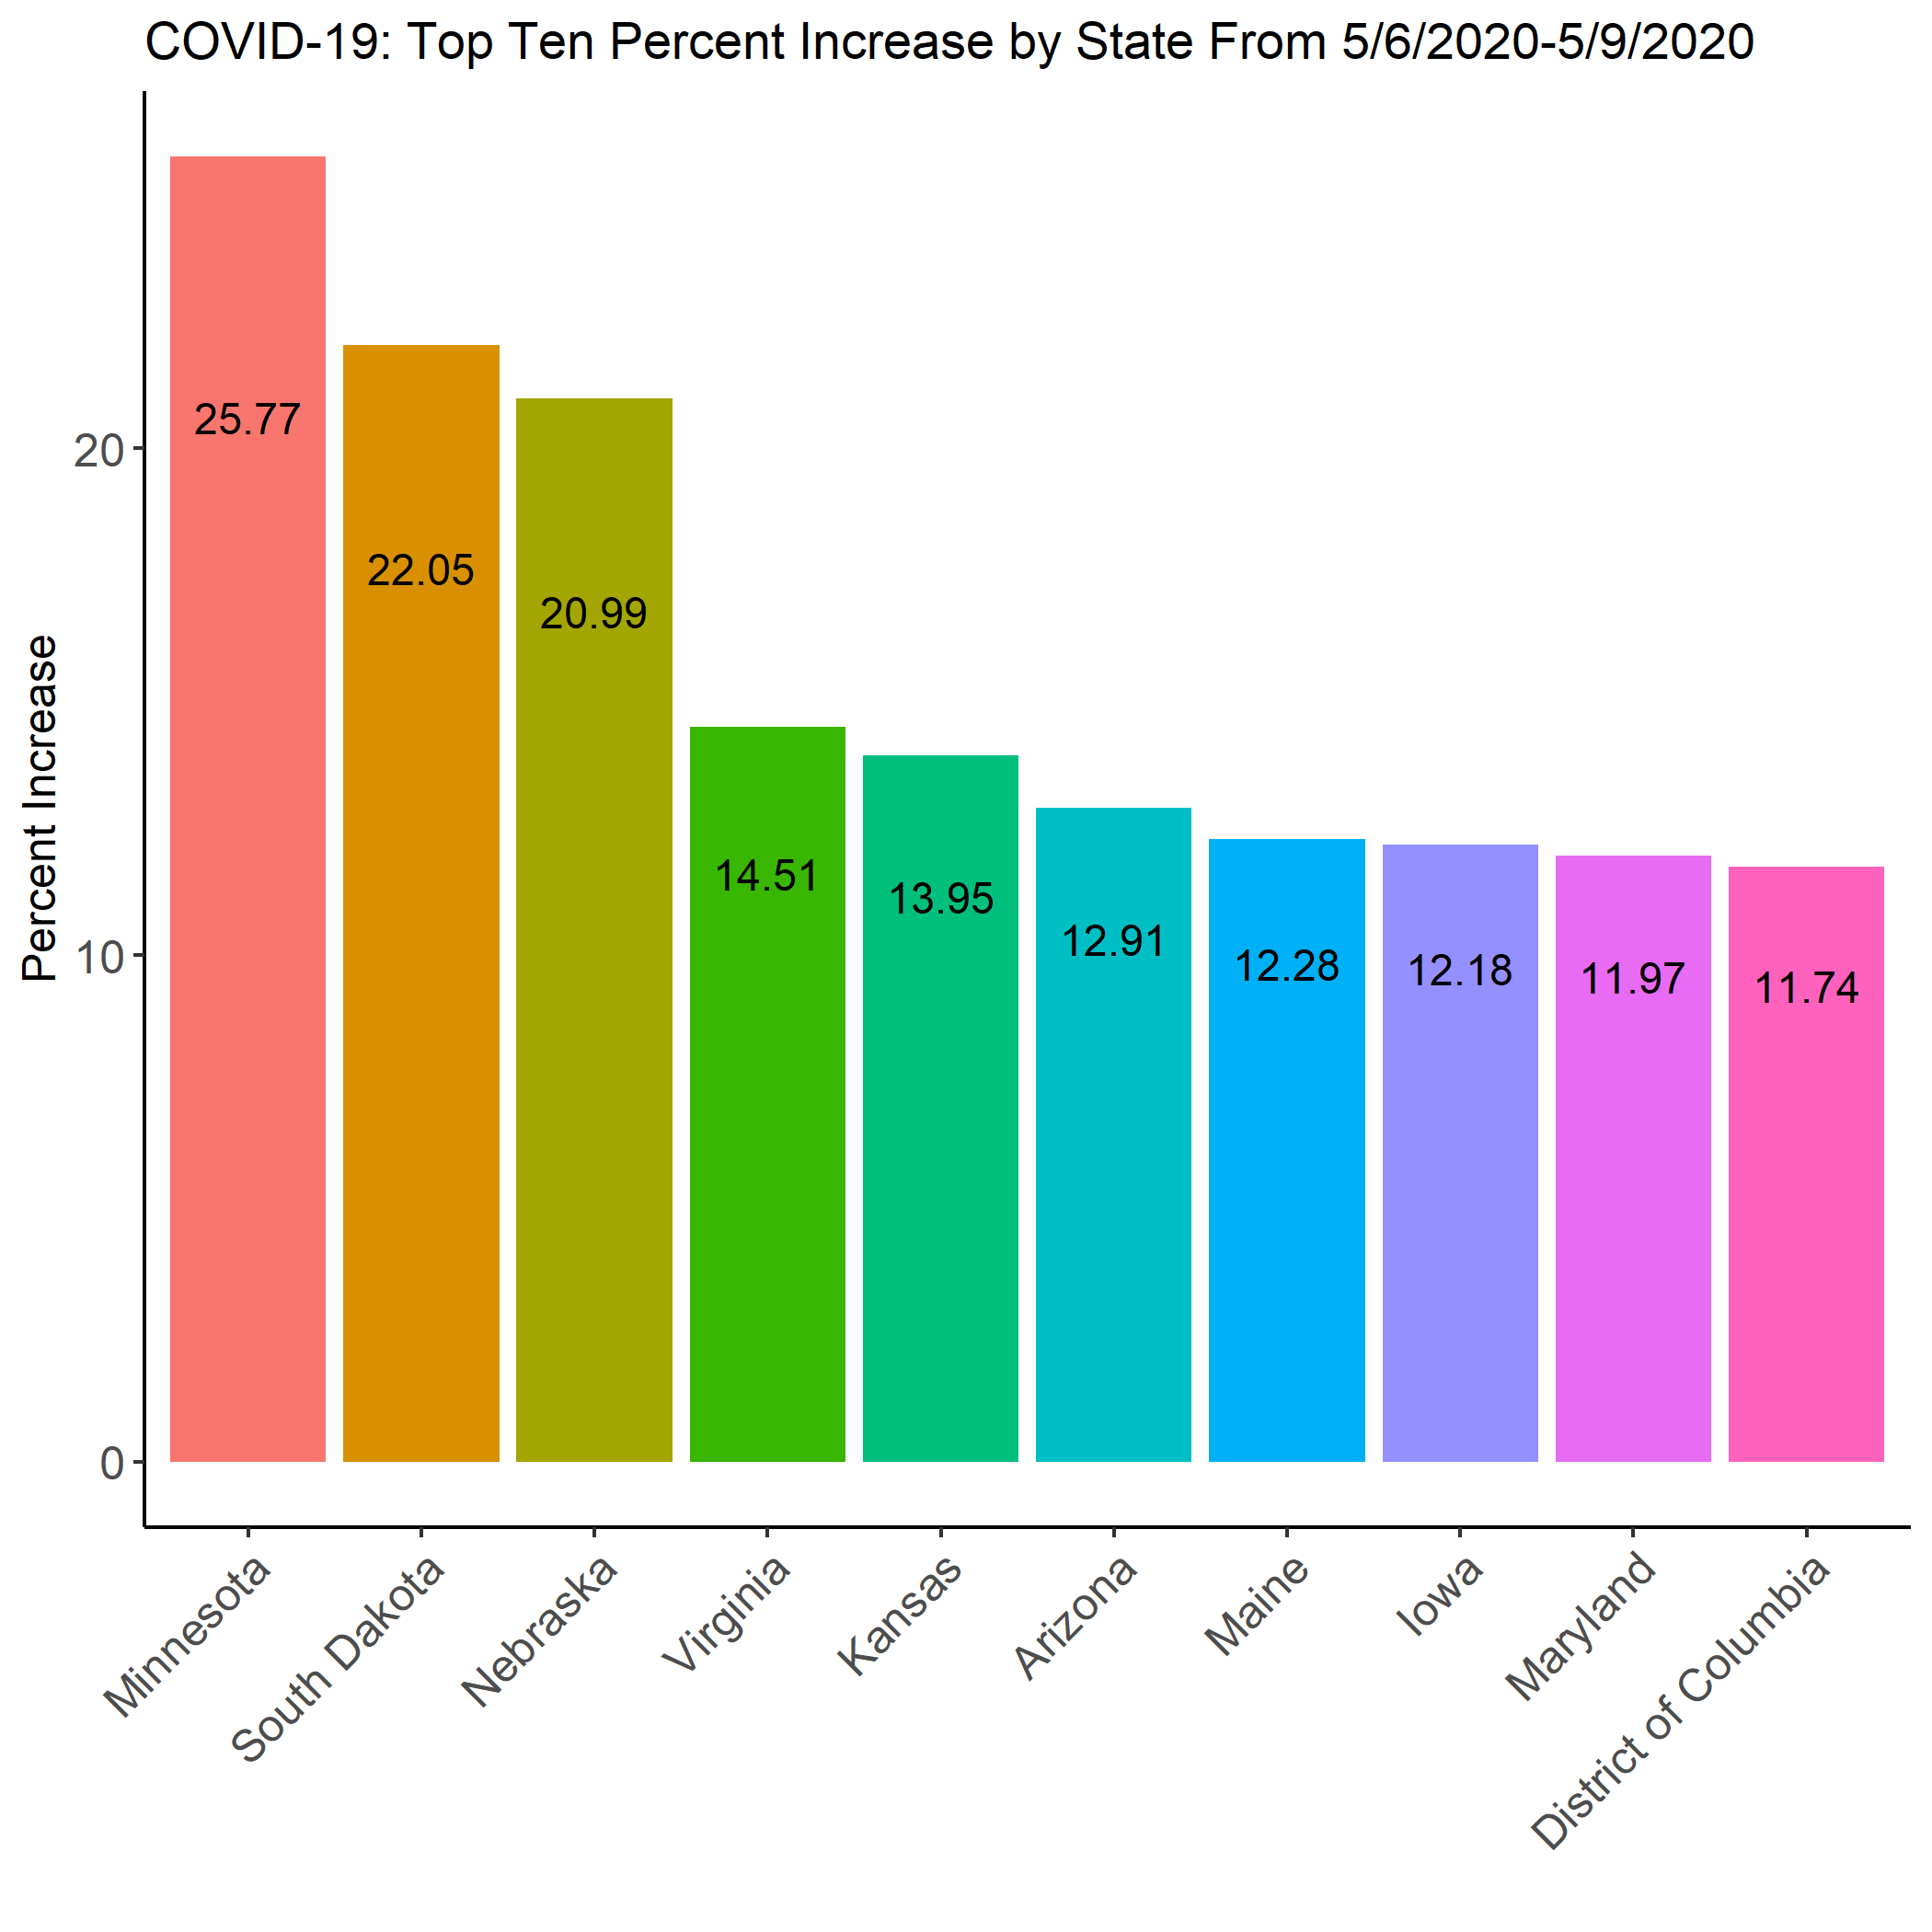 COVID-19: Top Ten Percent Increase by State From 5/6/2020-5/9/2020
Percent Increase
20
10
0
25.77
22.05
20.99
14.51
13.95
12.91
12.28
12.18
11.97
11.74
Minnesota
South Dakota
Nebraska
Virginia
Kansas
Arizona
Maine
Iowa
Maryland
District of Columbia